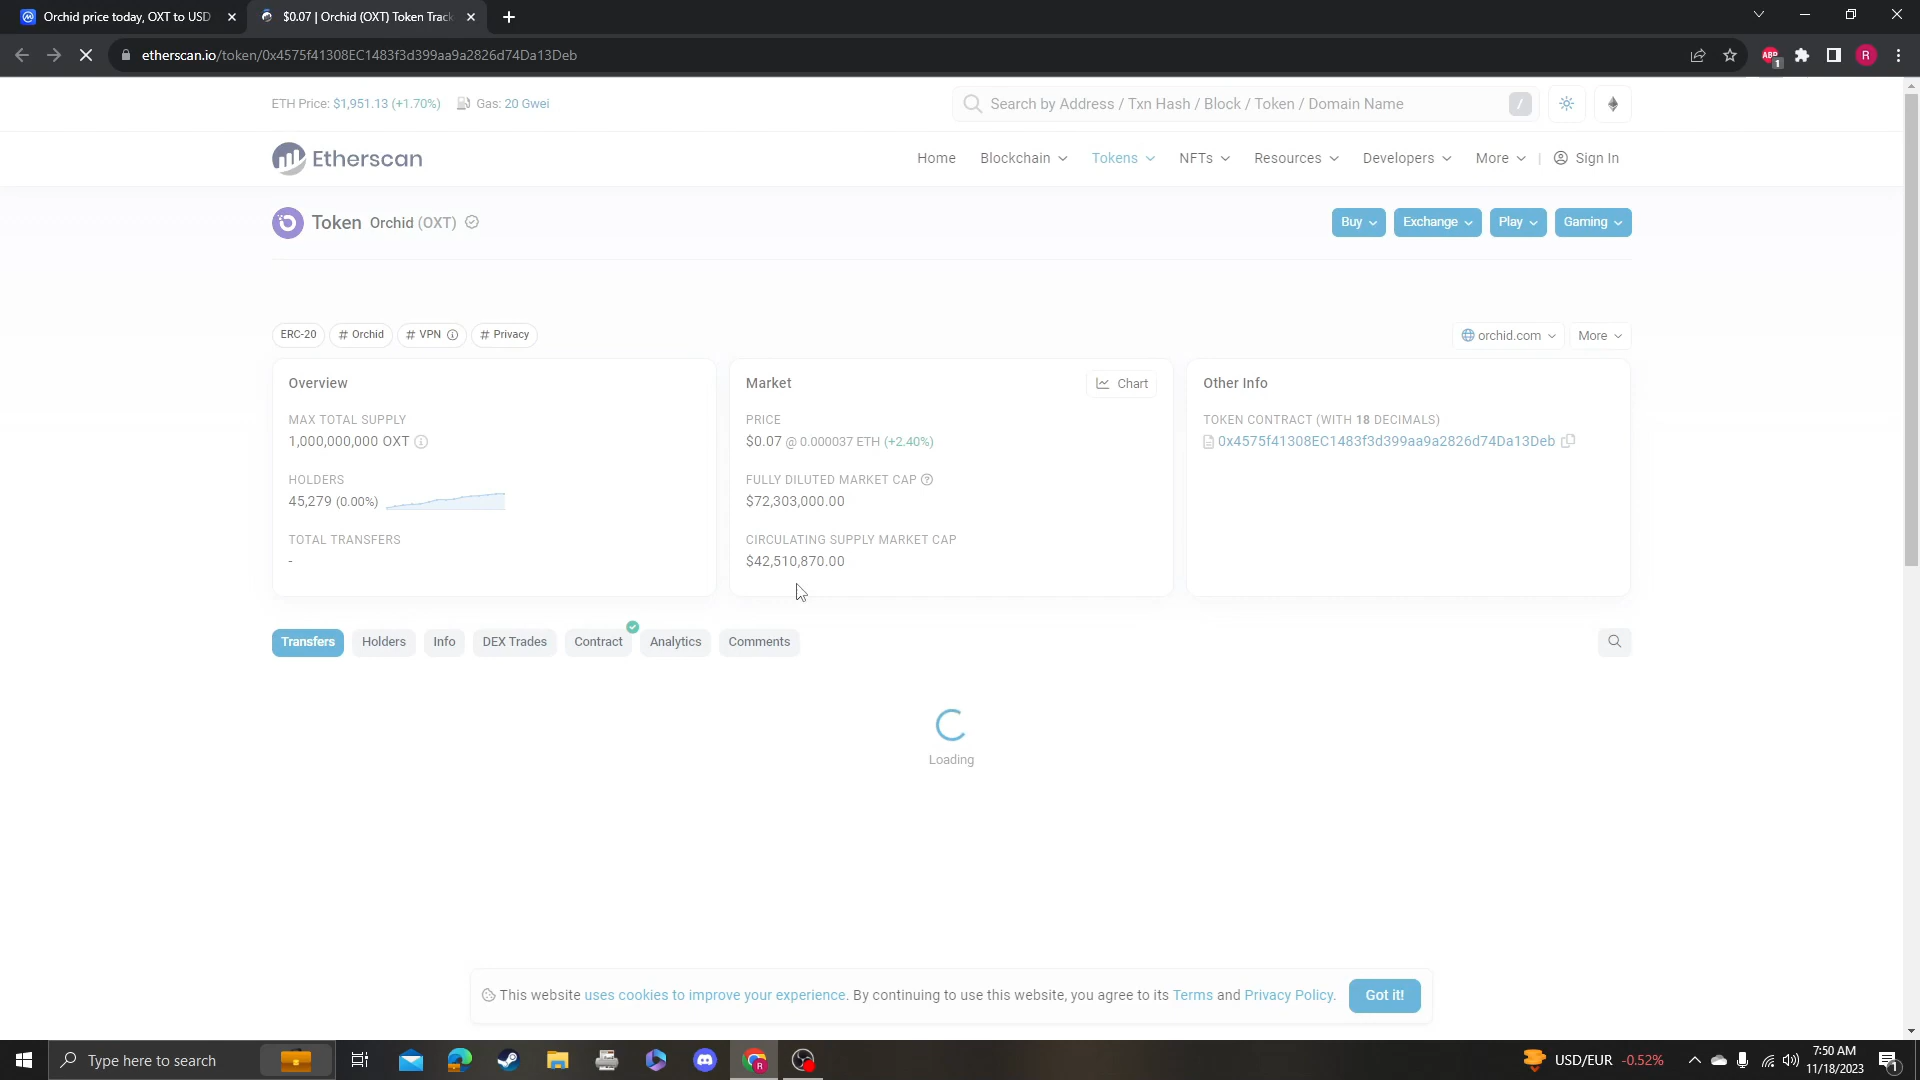 Orchid price today, OXT to USD
$0.07 | Orchid (OXT) Token Track
etherscan.io/token/0x4575f41308EC1483f3d399aa9a2826d74Da13Deb
ABP
1
R
ETH Price: $1,951.13 (+1.70%) Gas: 20 Gwei
Search by Address / Txn Hash / Block / Token / Domain Name
/
Etherscan
Home Blockchain Tokens NFTs Resources Developers More | Sign In
Token Orchid (OXT)
Buy Exchange Play Gaming
ERC-20 # Orchid # VPN # Privacy
orchid.com More
Overview
MAX TOTAL SUPPLY
1,000,000,000 OXT
HOLDERS
45,279 (0.00%)
TOTAL TRANSFERS
-
Market
Chart
PRICE
$0.07 @ 0.000037 ETH (+2.40%)
FULLY DILUTED MARKET CAP
$72,303,000.00
CIRCULATING SUPPLY MARKET CAP
$42,510,870.00
Other Info
TOKEN CONTRACT (WITH 18 DECIMALS)
0x4575f41308EC1483f3d399aa9a2826d74Da13Deb
Transfers Holders Info DEX Trades Contract Analytics Comments
Loading
This website uses cookies to improve your experience. By continuing to use this website, you agree to its Terms and Privacy Policy.
Got it!
Type here to search
R
USD/EUR -0.52%
7:50 AM
11/18/2023
1